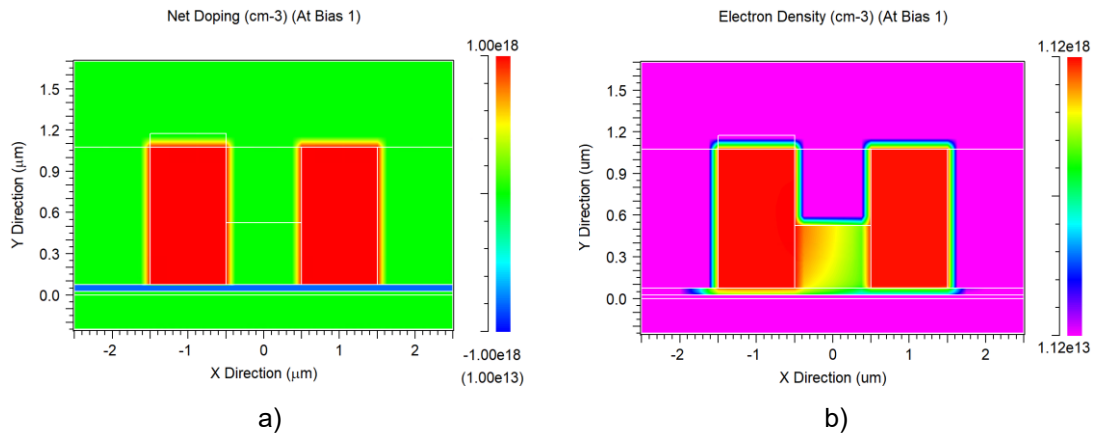 Net Doping (cm-3) (At Bias 1)
1.00e18
1.5
1.2
0.9
0.6
0.3
0.0
Y Direction (μm)
-2
-1
0
1
2
X Direction (μm)
-1.00e18
(1.00e13)
a)
Electron Density (cm-3) (At Bias 1)
1.12e18
1.5
1.2
0.9
0.6
0.3
0.0
Y Direction (um)
-2
-1
0
1
2
X Direction (um)
1.12e13
b)